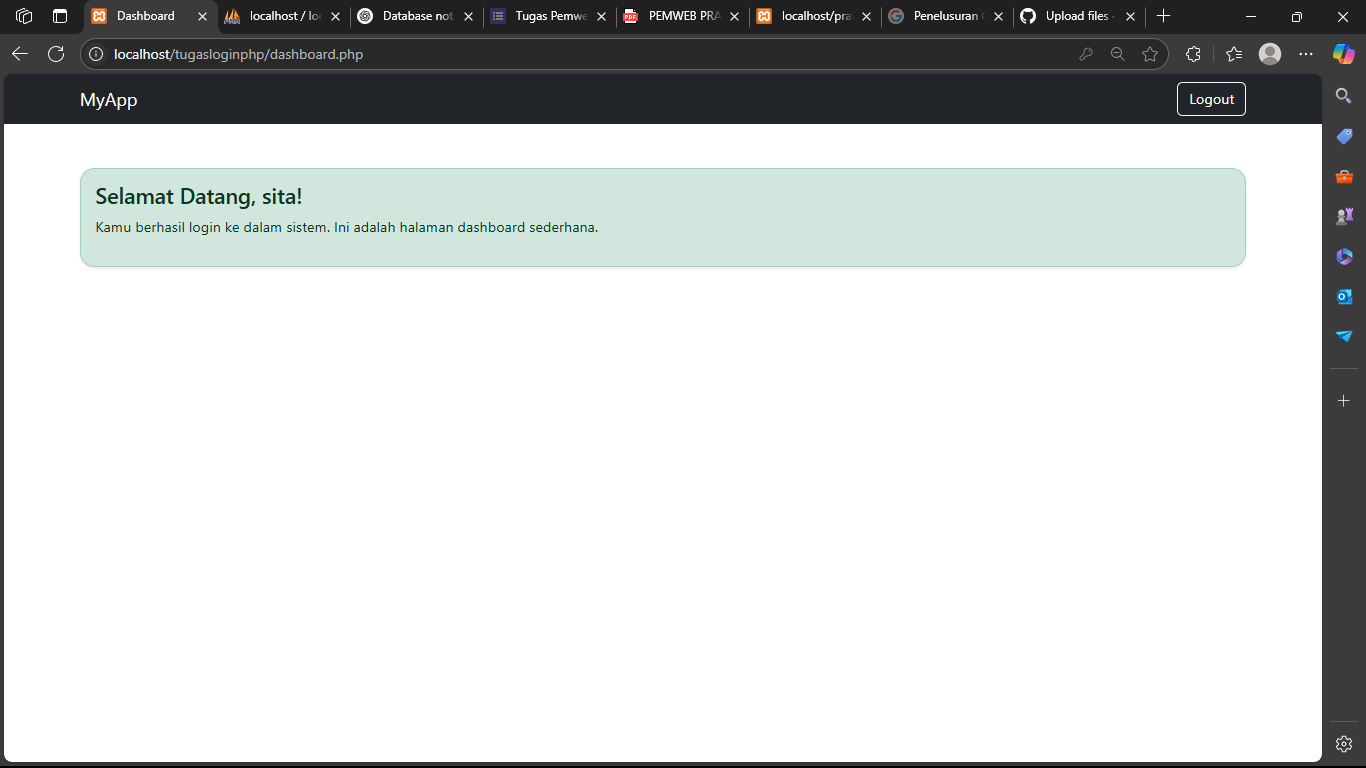 Dashboard
localhost / lo
Database not
Tugas Pemwe
PEMWEB PRA
localhost/pra
Penelusuran
Upload files
localhost/tugasloginphp/dashboard.php
MyApp
Logout
Selamat Datang, sita!
Kamu berhasil login ke dalam sistem. Ini adalah halaman dashboard sederhana.